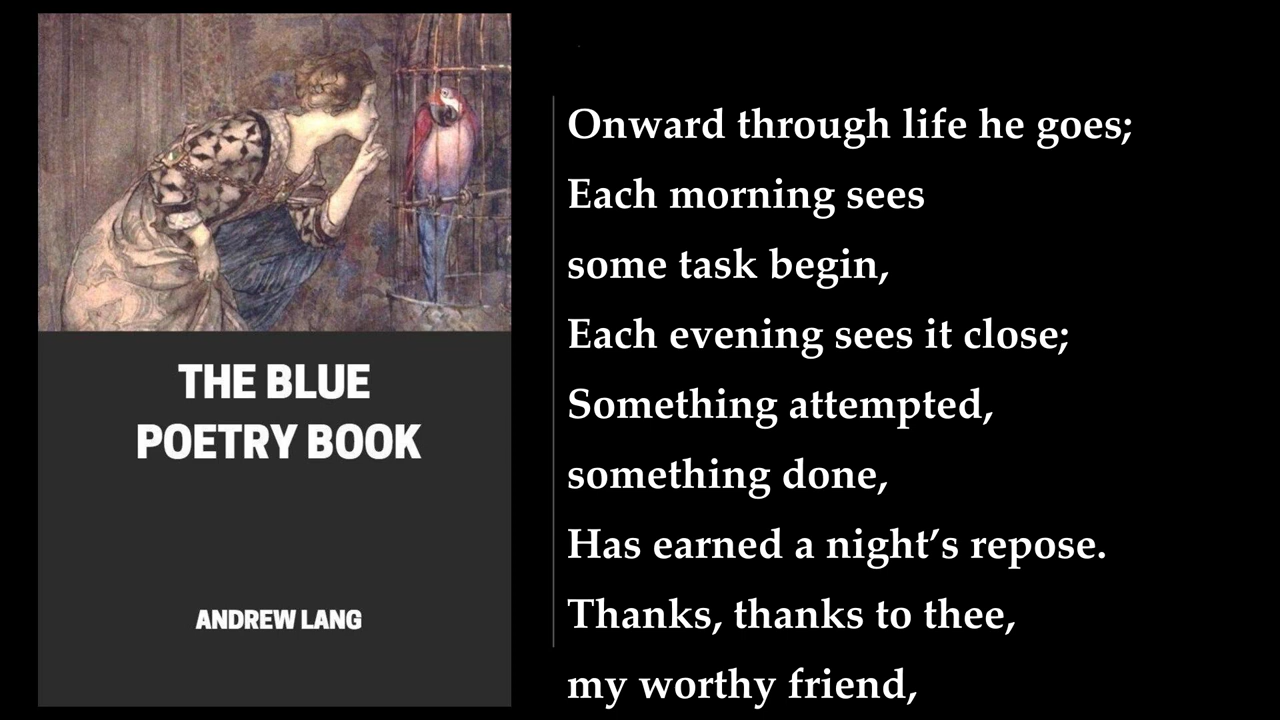 THE BLUE
POETRY BOOK
ANDREW LANG
Onward through life he goes;
Each morning sees
some task begin,
Each evening sees it close;
Something attempted,
something done,
Has earned a night’s repose.
Thanks, thanks to thee,
my worthy friend,